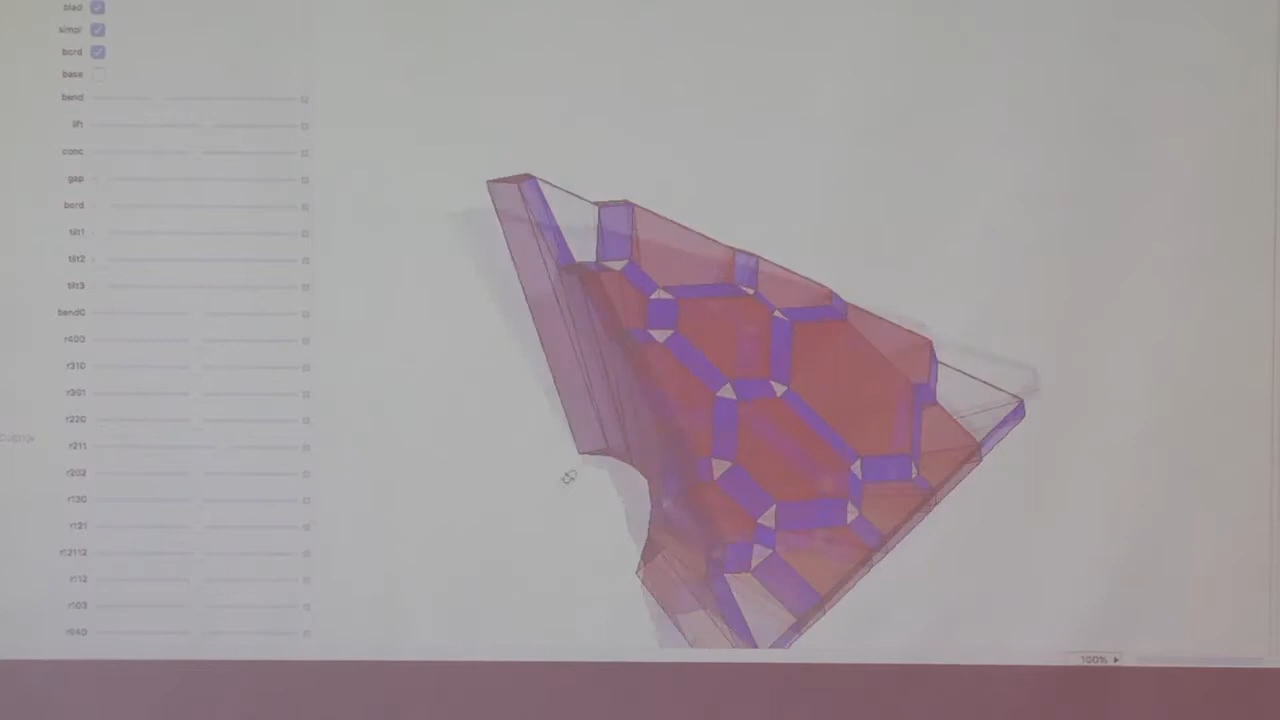 blad
simpl
bord
base
bend
lift
conc
gap
bord
tilt1
tilt2
tilt3
bend0
r400
r310
r301
r220
r211
r202
r130
r121
r12112
r112
r103
r040
100%